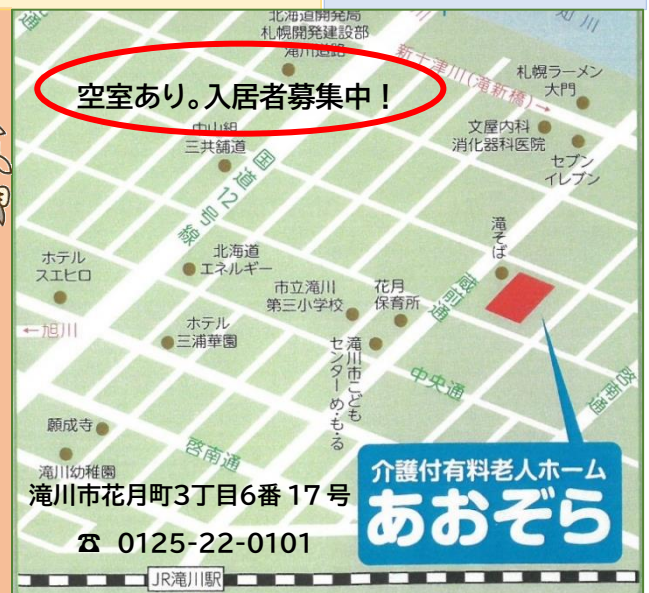 北海道開発局
札幌開発建設部
滝川道路
新十津川(滝新橋)→
札幌ラーメン
大門
空室あり。入居者募集中！
中山組
三共舗道
文屋内科
消化器科医院
セブン
イレブン
国道12号線
滝そば
ホテル
スエヒロ
北海道
エネルギー
市立滝川
第三小学校
花月
保育所
蔵前通
←旭川
ホテル
三浦華園
滝川市こども
センターめ・も・る
中央通
啓南通
願成寺
啓南通
滝川幼稚園
滝川市花月町3丁目6番17号
☎ 0125-22-0101
介護付有料老人ホーム
あおぞら
JR滝川駅